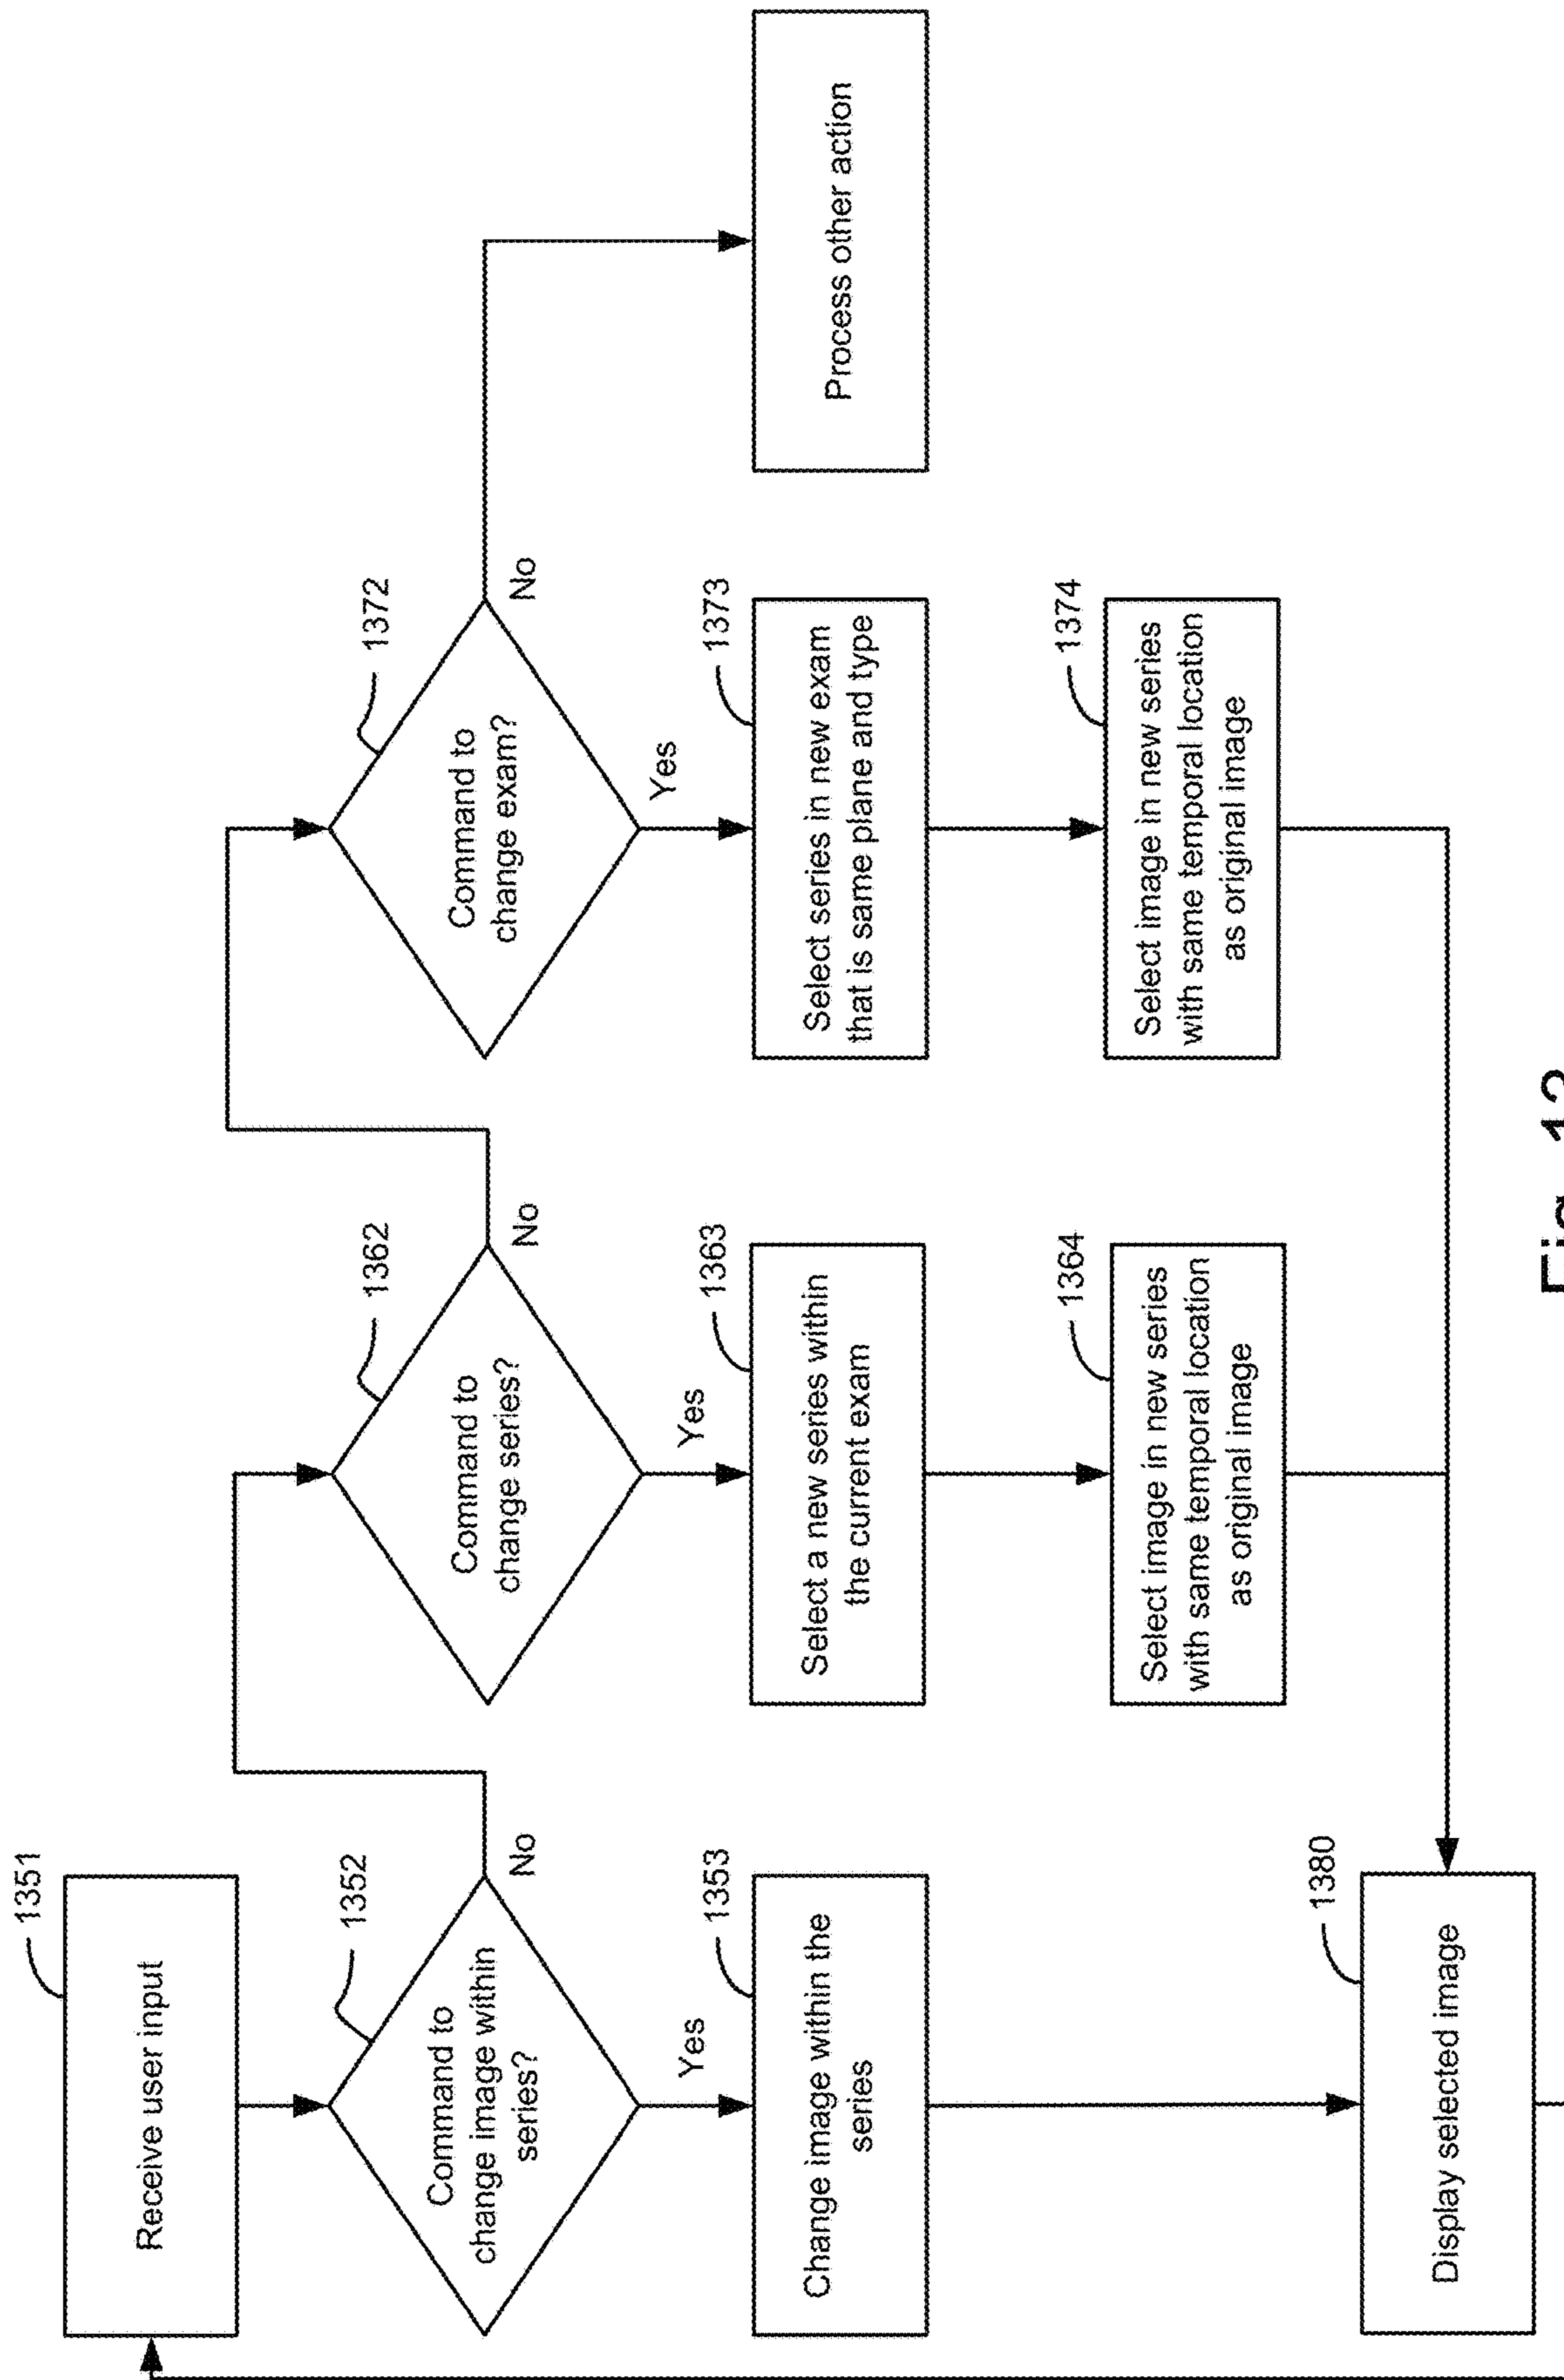 1351
Receive user input
1352
Command to
change image within
series?
No
Yes
1353
Change image within the
series
1362
Command to
change series?
No
Yes
1363
Select a new series within
the current exam
1364
Select image in new series
with same temporal location
as original image
1372
Command to
change exam?
No
Yes
1373
Select series in new exam
that is same plane and type
1374
Select image in new series
with same temporal location
as original image
Process other action
1380
Display selected image
Fig